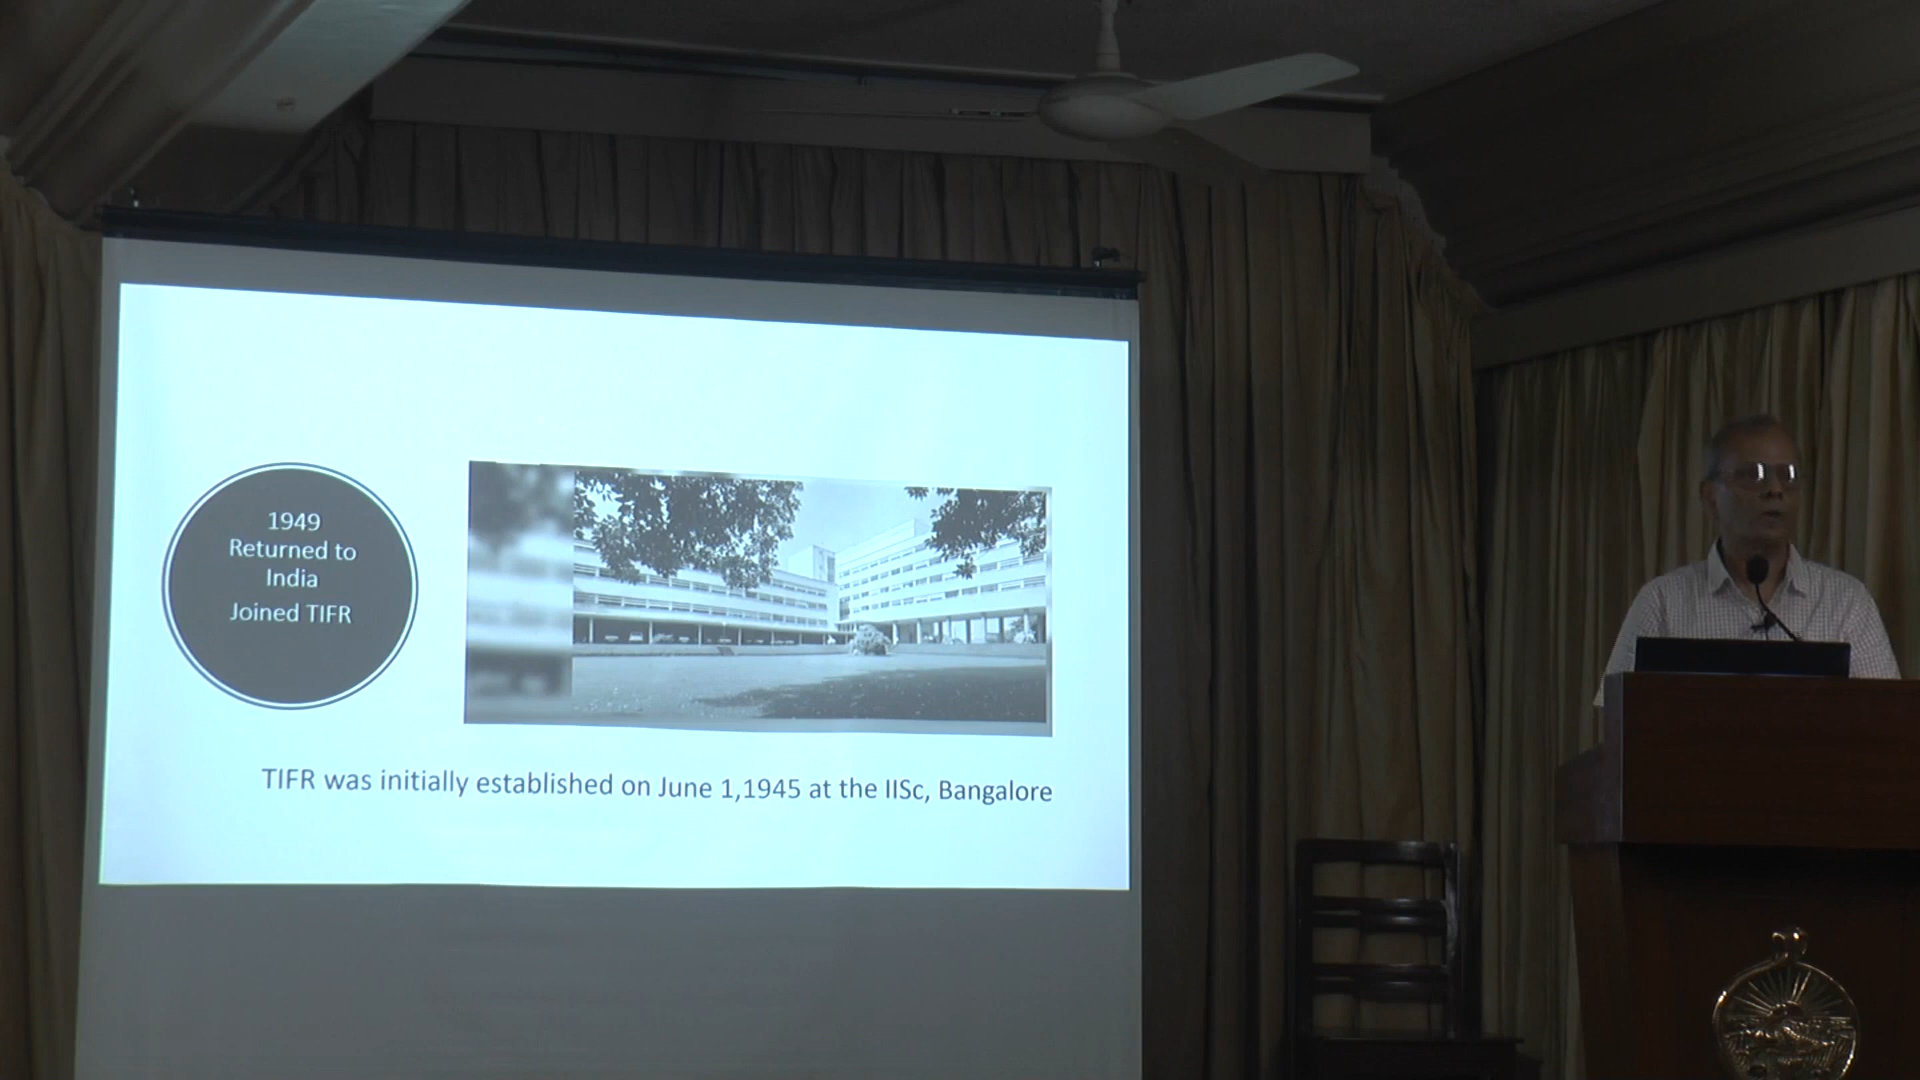 1949
Returned to
India
Joined TIFR
TIFR was initially established on June 1,1945 at the IISc, Bangalore